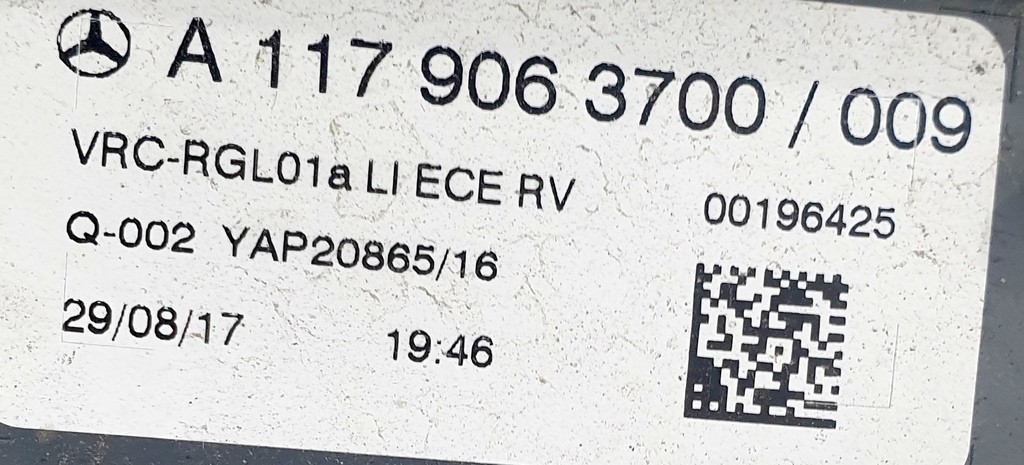 A 117 906 3700 / 009
VRC-RGL01a LI ECE RV
00196425
Q-002 YAP20865/16
29/08/17 19:46